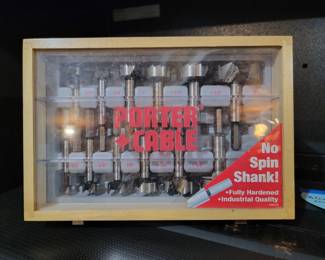 PORTER
+CABLE
No
Spin
Shank!
•Fully Hardened
•Industrial Quality